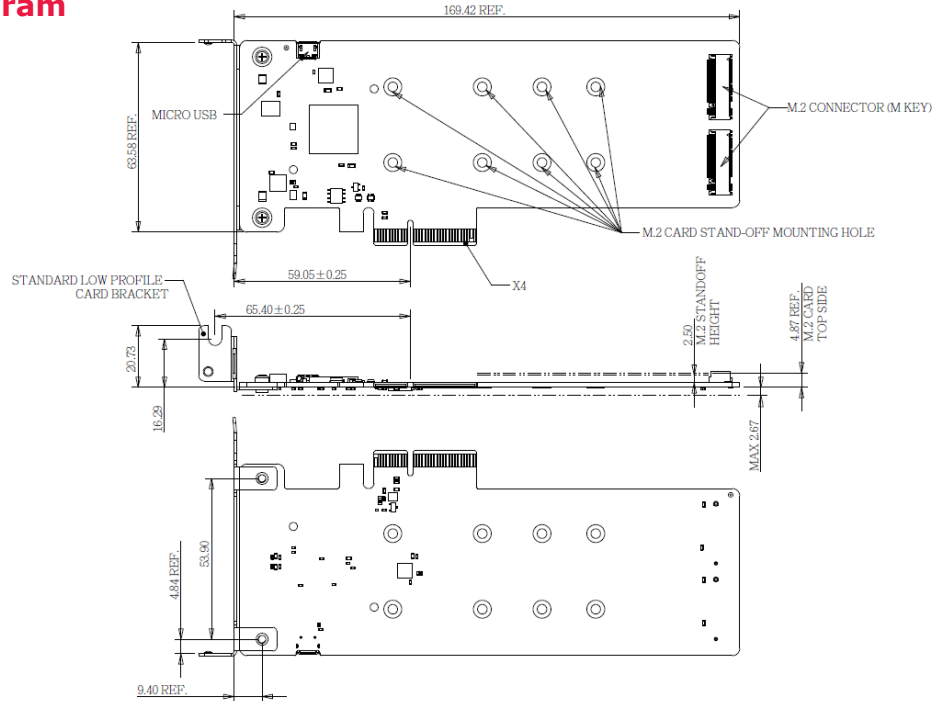 ram
169.42 REF.
MICRO USB
63.58 REF.
M.2 CONNECTOR (M KEY)
M.2 CARD STAND-OFF MOUNTING HOLE
59.05±0.25
X4
STANDARD LOW PROFILE
CARD BRACKET
65.40±0.25
20.73
16.29
2.50
M.2 STANDOFF
HEIGHT
4.87 REF.
M.2 CARD
TOP SIDE
MAX 2.67
53.90
4.84 REF.
9.40 REF.